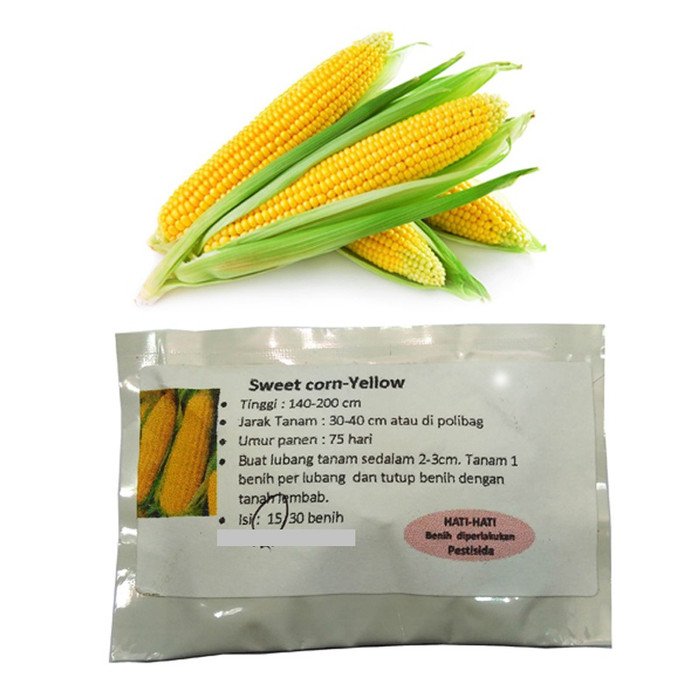 Sweet corn-Yellow
• Tinggi : 140-200 cm
• Jarak Tanam : 30-40 cm atau di polibag
• Umur panen : 75 hari
• Buat lubang tanam sedalam 2-3cm. Tanam 1
benih per lubang dan tutup benih dengan
tanah lembab.
• Isi : 15/30 benih
HATI-HATI
Benih diperlakukan
Pestisida